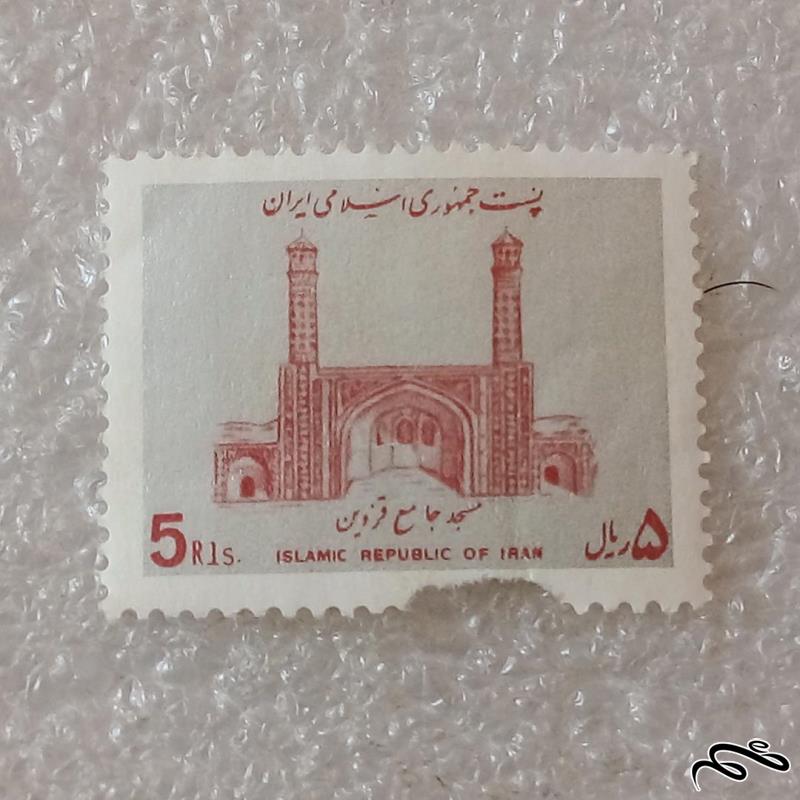 پست جمهوری اسلامی ایران
مسجد جامع قزوین
5 Rls.
ISLAMIC REPUBLIC OF IRAN
۵ ریال